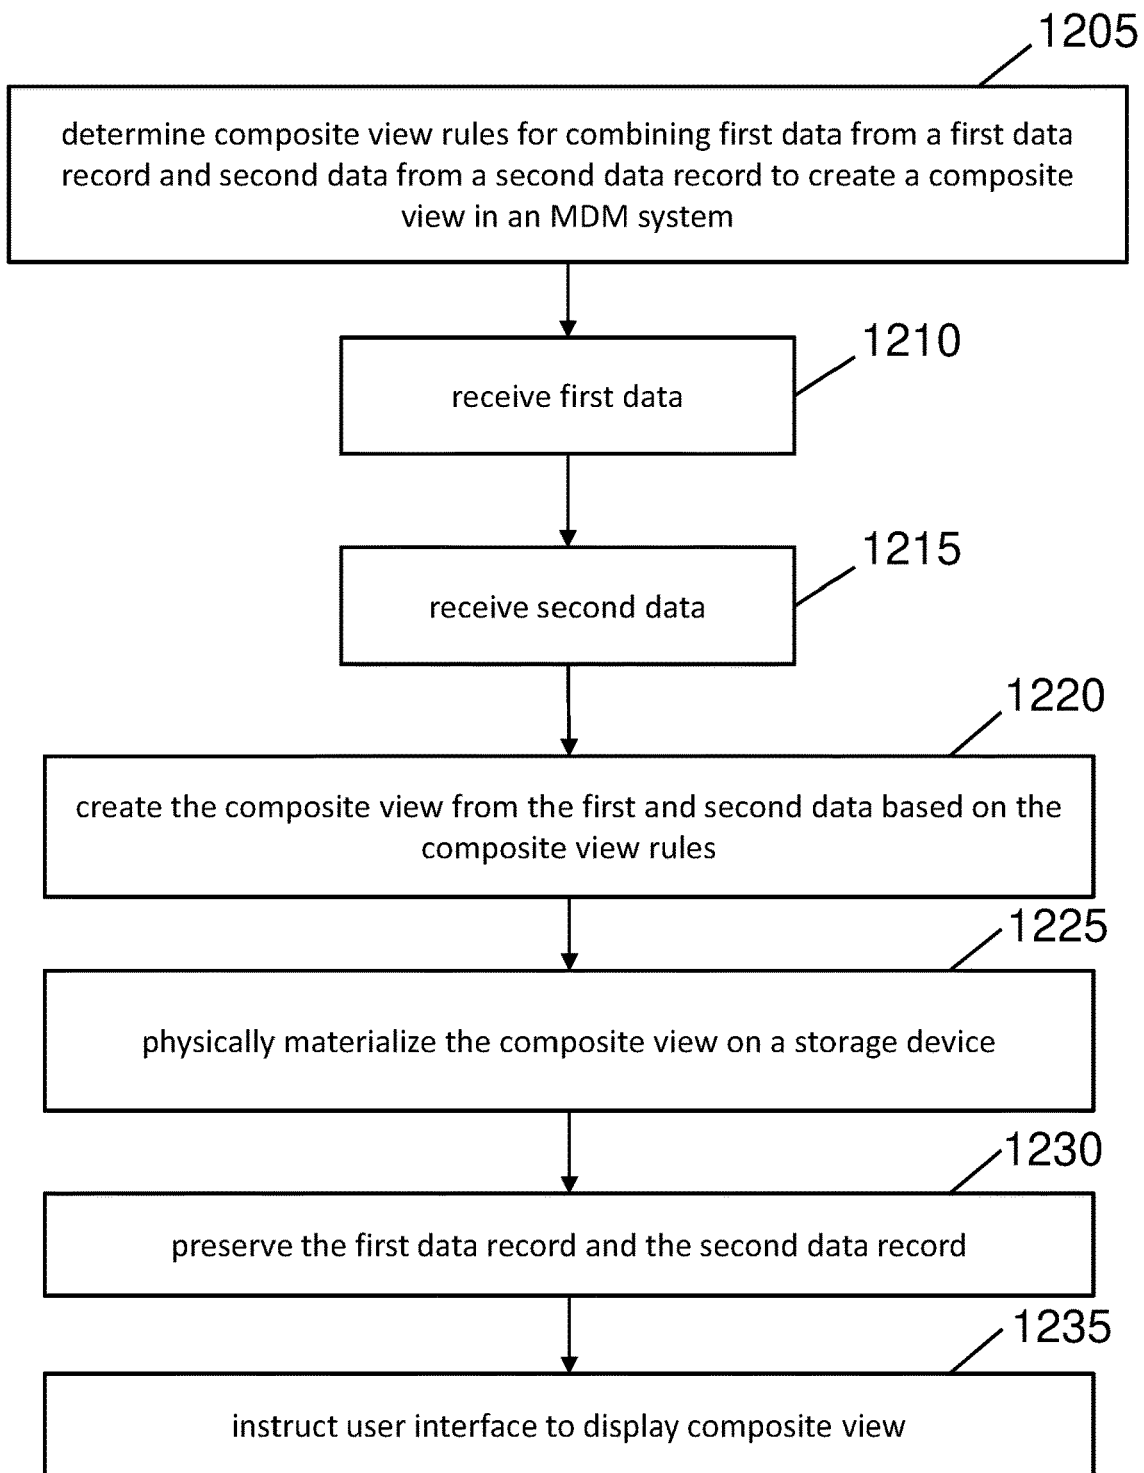 1205
determine composite view rules for combining first data from a first data
record and second data from a second data record to create a composite
view in an MDM system
1210
receive first data
1215
receive second data
1220
create the composite view from the first and second data based on the
composite view rules
1225
physically materialize the composite view on a storage device
1230
preserve the first data record and the second data record
1235
instruct user interface to display composite view